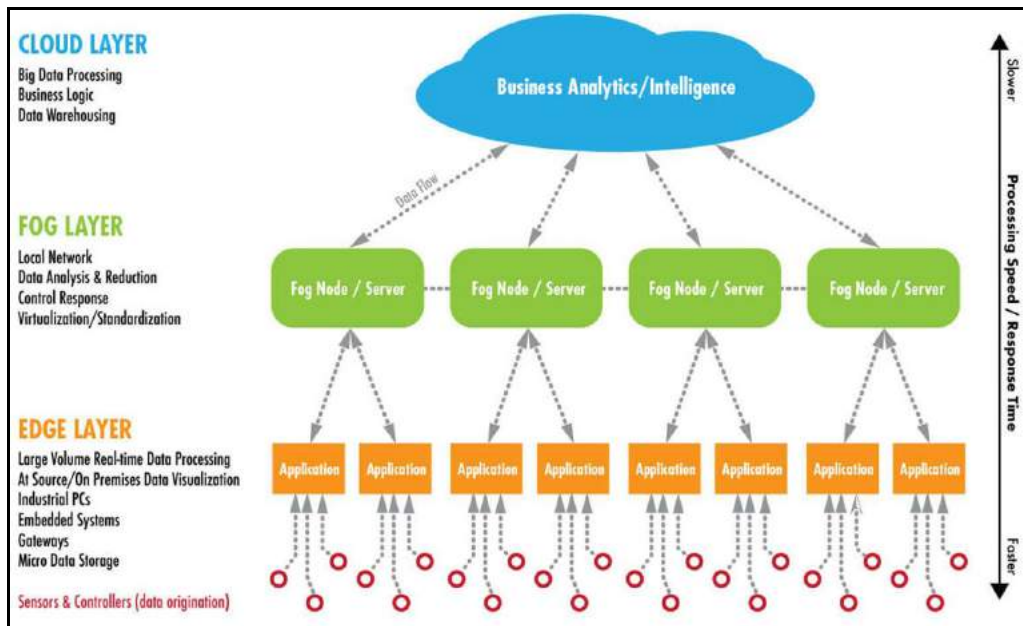 CLOUD LAYER
Big Data Processing
Business Logic
Data Warehousing
Business Analytics/Intelligence
Slower
Data Flow
FOG LAYER
Local Network
Data Analysis & Reduction
Control Response
Virtualization/Standardization
Fog Node / Server
Fog Node / Server
Fog Node / Server
Fog Node / Server
Processing Speed / Response Time
EDGE LAYER
Large Volume Real-time Data Processing
At Source/On Premises Data Visualization
Industrial PCs
Embedded Systems
Gateways
Micro Data Storage
Application
Application
Application
Application
Application
Application
Application
Application
Faster
Sensors & Controllers (data origination)